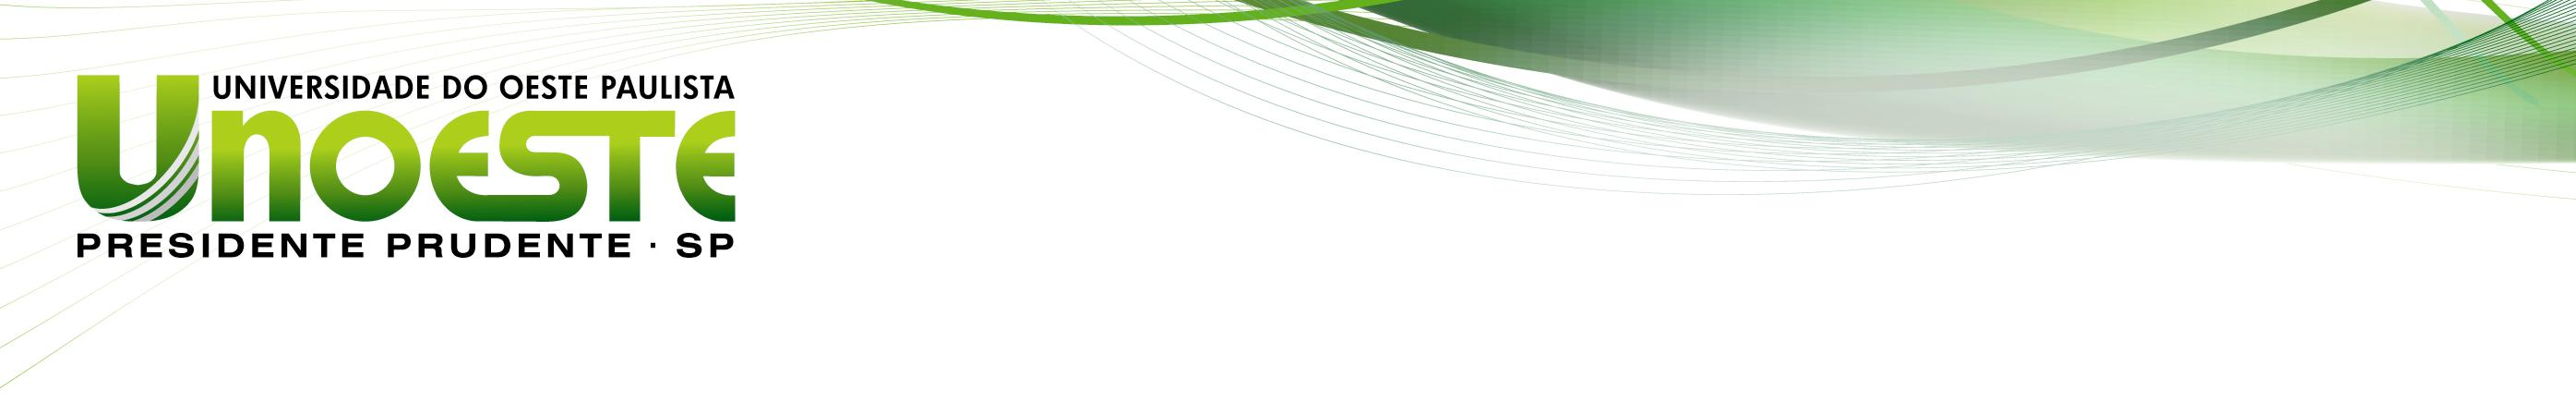 UNIVERSIDADE DO OESTE PAULISTA
UNOESTE
PRESIDENTE PRUDENTE · SP